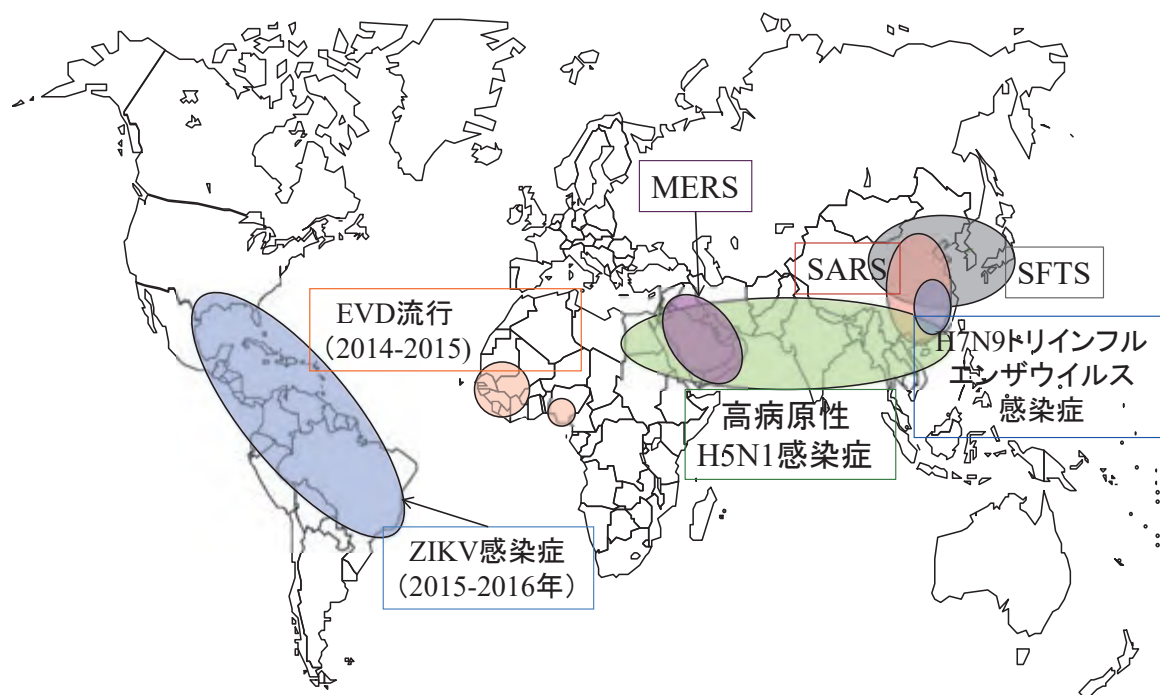 MERS
SARS
SFTS
EVD流行
(2014-2015)
H7N9トリインフル
エンザウイルス
感染症
高病原性
H5N1感染症
ZIKV感染症
(2015-2016年)